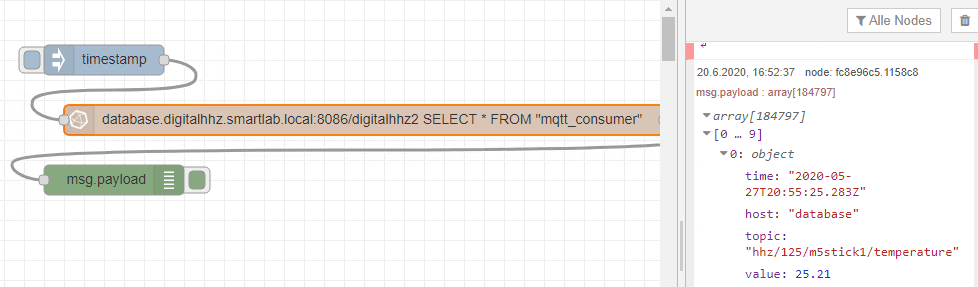 timestamp
database.digitalhhz.smartlab.local:8086/digitalhhz2 SELECT * FROM "mqtt_consumer"
msg.payload
Alle Nodes
20.6.2020, 16:52:37 node: fc8e96c5.1158c8
msg.payload : array[184797]
array[184797]
[0 … 9]
0: object
time: "2020-05-
27T20:55:25.283Z"
host: "database"
topic:
"hhz/125/m5stick1/temperature"
value: 25.21